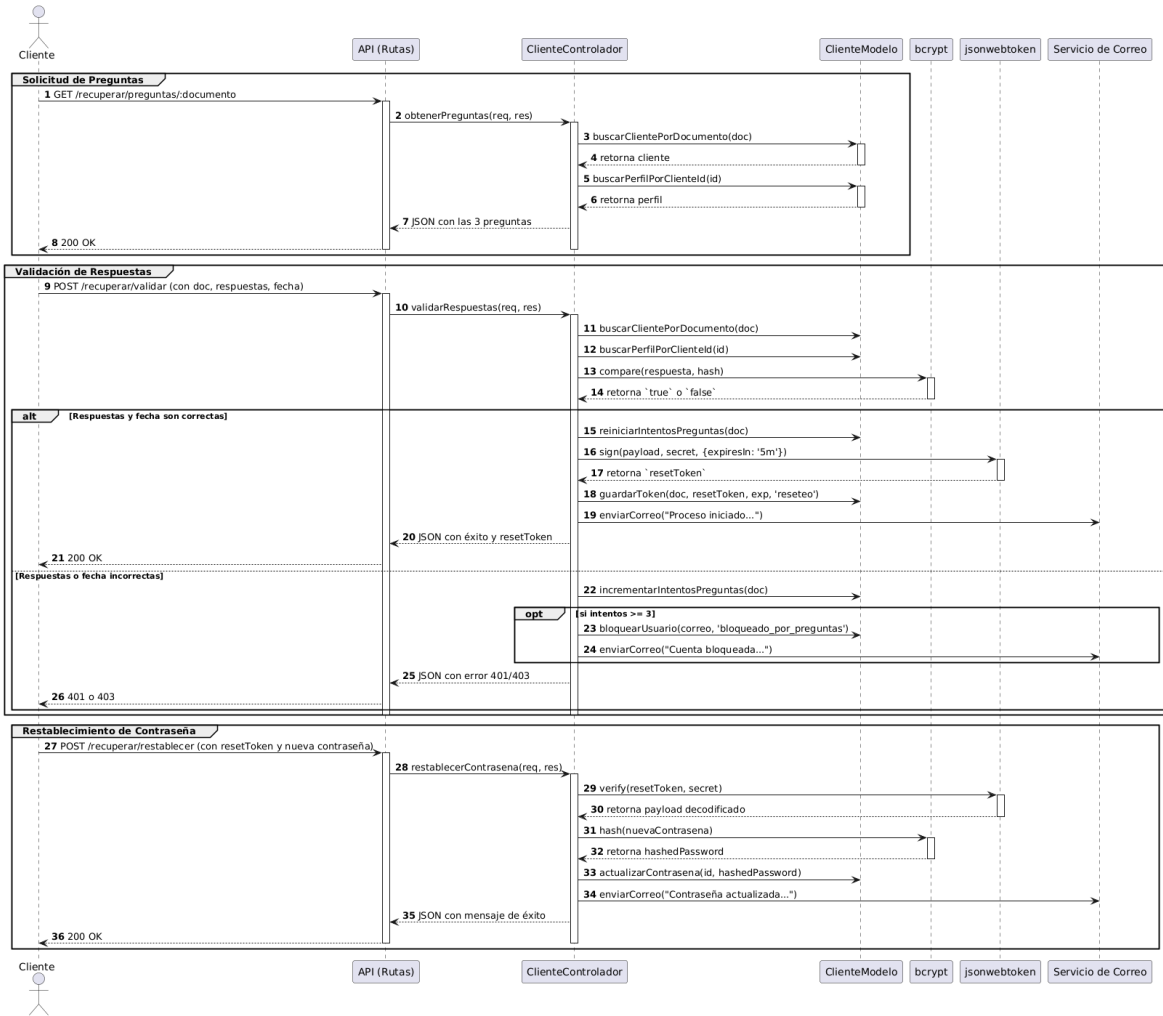 Cliente
API (Rutas)
ClienteControlador
ClienteModelo
bcrypt
jsonwebtoken
Servicio de Correo
Solicitud de Preguntas
1 GET /recuperar/preguntas/:documento
2 obtenerPreguntas(req, res)
3 buscarClientePorDocumento(doc)
4 retorna cliente
5 buscarPerfilPorClienteId(id)
6 retorna perfil
7 JSON con las 3 preguntas
8 200 OK
Validación de Respuestas
9 POST /recuperar/validar (con doc, respuestas, fecha)
10 validarRespuestas(req, res)
11 buscarClientePorDocumento(doc)
12 buscarPerfilPorClienteId(id)
13 compare(respuesta, hash)
14 retorna `true` o `false`
alt [Respuestas y fecha son correctas]
15 reiniciarIntentosPreguntas(doc)
16 sign(payload, secret, {expiresIn: '5m'})
17 retorna `resetToken`
18 guardarToken(doc, resetToken, exp, 'reseteo')
19 enviarCorreo("Proceso iniciado...")
20 JSON con éxito y resetToken
21 200 OK
[Respuestas o fecha incorrectas]
22 incrementarIntentosPreguntas(doc)
opt [si intentos >= 3]
23 bloquearUsuario(correo, 'bloqueado_por_preguntas')
24 enviarCorreo("Cuenta bloqueada...")
25 JSON con error 401/403
26 401 o 403
Restablecimiento de Contraseña
27 POST /recuperar/restablecer (con resetToken y nueva contraseña)
28 restablecerContrasena(req, res)
29 verify(resetToken, secret)
30 retorna payload decodificado
31 hash(nuevaContrasena)
32 retorna hashedPassword
33 actualizarContrasena(id, hashedPassword)
34 enviarCorreo("Contraseña actualizada...")
35 JSON con mensaje de éxito
36 200 OK
Cliente
API (Rutas)
ClienteControlador
ClienteModelo
bcrypt
jsonwebtoken
Servicio de Correo